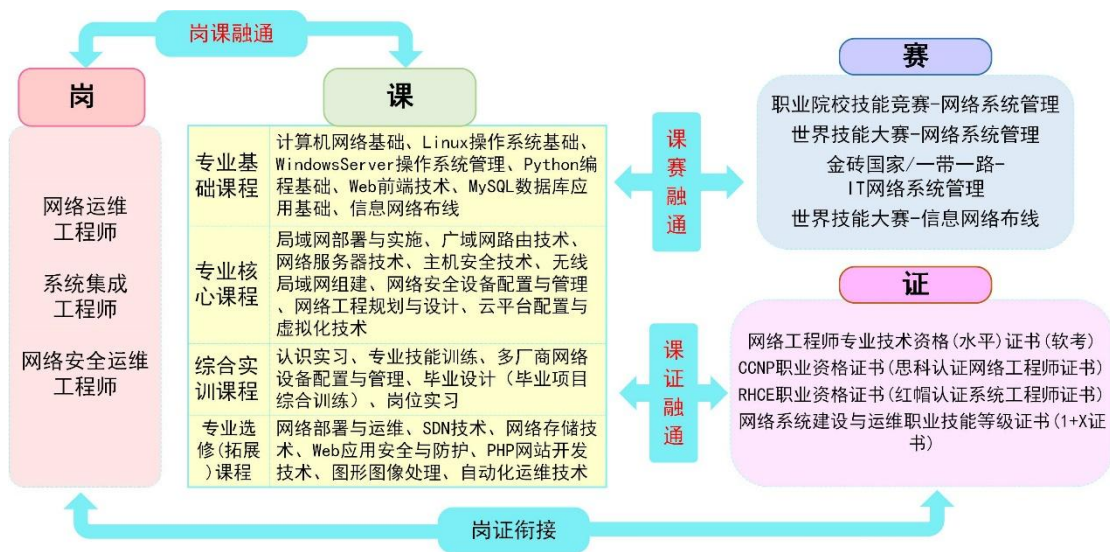 岗课融通
岗
网络运维
工程师
系统集成
工程师
网络安全运维
工程师
课
专业基
础课程
计算机网络基础、Linux操作系统基础、
WindowsServer操作系统管理、Python编
程基础、Web前端技术、MySQL数据库应
用基础、信息网络布线
专业核
心课程
局域网部署与实施、广域网路由技术、
网络服务器技术、主机安全技术、无线
局域网组建、网络安全设备配置与管理
、网络工程规划与设计、云平台配置与
虚拟化技术
综合实
训课程
认识实习、专业技能训练、多厂商网络
设备配置与管理、毕业设计（毕业项目
综合训练）、岗位实习
专业选
修(拓展
)课程
网络部署与运维、SDN技术、网络存储技
术、Web应用安全与防护、PHP网站开发
技术、图形图像处理、自动化运维技术
课赛融通
课证融通
赛
职业院校技能竞赛-网络系统管理
世界技能大赛-网络系统管理
金砖国家/一带一路-
IT网络系统管理
世界技能大赛-信息网络布线
证
网络工程师专业技术资格(水平)证书(软考)
CCNP职业资格证书(思科认证网络工程师证书)
RHCE职业资格证书(红帽认证系统工程师证书)
网络系统建设与运维职业技能等级证书(1+X证
书)
岗证衔接